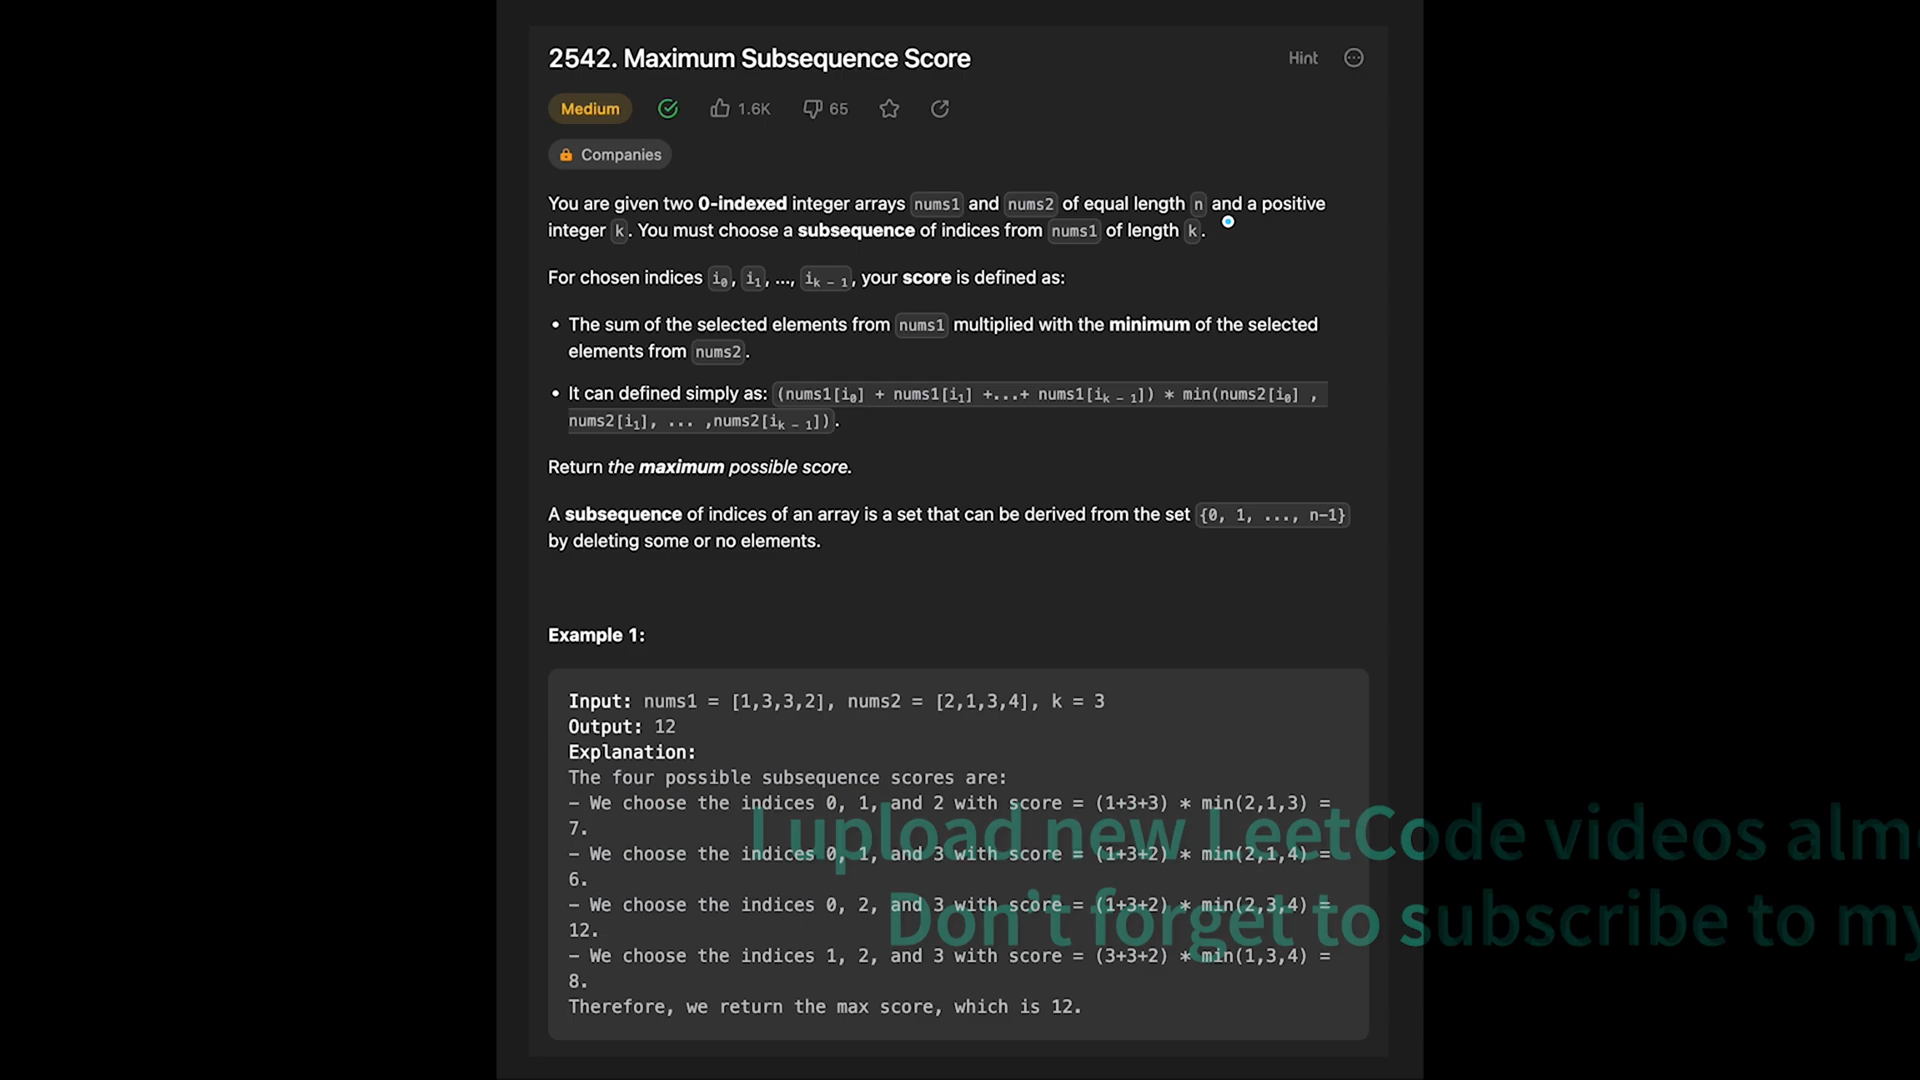 2542. Maximum Subsequence Score
Hint
Medium
1.6K
65
Companies
You are given two 0-indexed integer arrays nums1 and nums2 of equal length n and a positive
integer k. You must choose a subsequence of indices from nums1 of length k.
For chosen indices i0, i1, ..., ik - 1, your score is defined as:
• The sum of the selected elements from nums1 multiplied with the minimum of the selected
elements from nums2.
• It can defined simply as: (nums1[i0] + nums1[i1] +...+ nums1[ik - 1]) * min(nums2[i0] ,
nums2[i1], ... ,nums2[ik - 1]).
Return the maximum possible score.
A subsequence of indices of an array is a set that can be derived from the set {0, 1, ..., n-1}
by deleting some or no elements.
Example 1:
Input: nums1 = [1,3,3,2], nums2 = [2,1,3,4], k = 3
Output: 12
Explanation:
The four possible subsequence scores are:
- We choose the indices 0, 1, and 2 with score = (1+3+3) * min(2,1,3) =
7.
- We choose the indices 0, 1, and 3 with score = (1+3+2) * min(2,1,4) =
6.
- We choose the indices 0, 2, and 3 with score = (1+3+2) * min(2,3,4) =
12.
- We choose the indices 1, 2, and 3 with score = (3+3+2) * min(1,3,4) =
8.
Therefore, we return the max score, which is 12.
I upload new LeetCode videos
Don't forget to subscribe to my